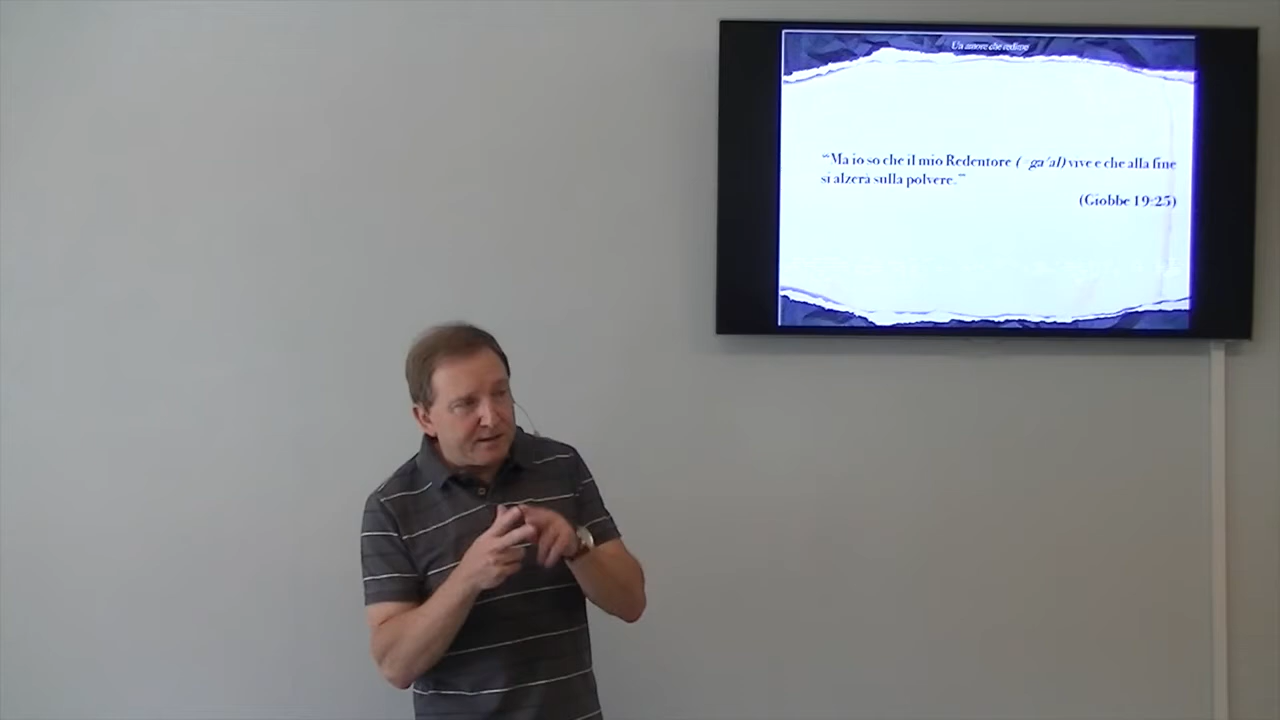 Un amore che redime
“Ma io so che il mio Redentore (=ga'al) vive e che alla fine
si alzerà sulla polvere.”
(Giobbe 19:25)